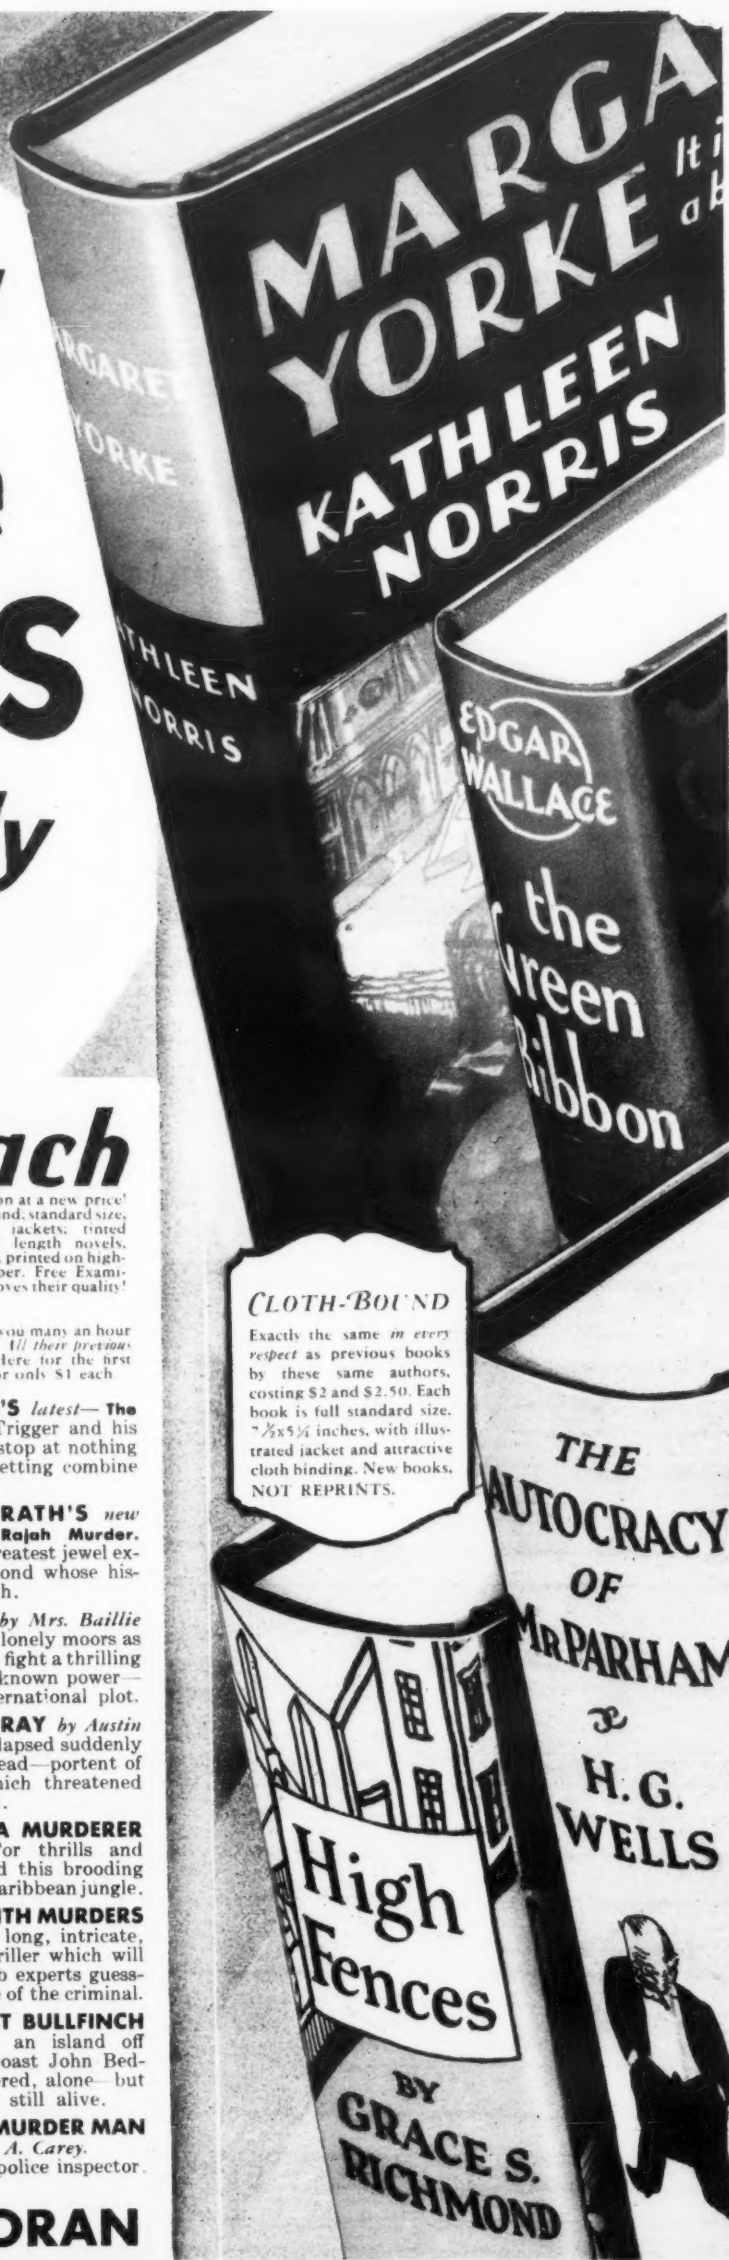 MARGA
YORKE
It i
a b
KATHLEEN
NORRIS
RGARET
YORKE
THLEEN
NORRIS
EDGAR
WALLACE
the
Green
Ribbon
S
ly
ach
on at a new price!
nd; standard size,
jackets; tinted
length novels,
printed on high-
per. Free Exami-
oves their quality!
you many an hour
All their previous
Here for the first
or only $1 each
'S latest— The
Trigger and his
stop at nothing
etting combine
RATH'S new
Rajah Murder.
reatest jewel ex-
ond whose his-
h.
by Mrs. Baillie
lonely moors as
fight a thrilling
known power—
ernational plot.
RAY by Austin
lapsed suddenly
ead—portent of
hich threatened
.
A MURDERER
For thrills and
d this brooding
aribbean jungle.
ITH MURDERS
long, intricate,
riller which will
o experts guess-
of the criminal.
T BULLFINCH
an island off
oast John Bed-
ered, alone—but
still alive.
MURDER MAN
A. Carey.
police inspector.
ORAN
CLOTH-BOUND
Exactly the same in every
respect as previous books
by these same authors,
costing $2 and $2.50. Each
book is full standard size,
7½x5¼ inches, with illus-
trated jacket and attractive
cloth binding. New books,
NOT REPRINTS.
THE
AUTOCRACY
OF
MR PARHAM
H. G.
WELLS
High
Fences
BY
GRACE S.
RICHMOND